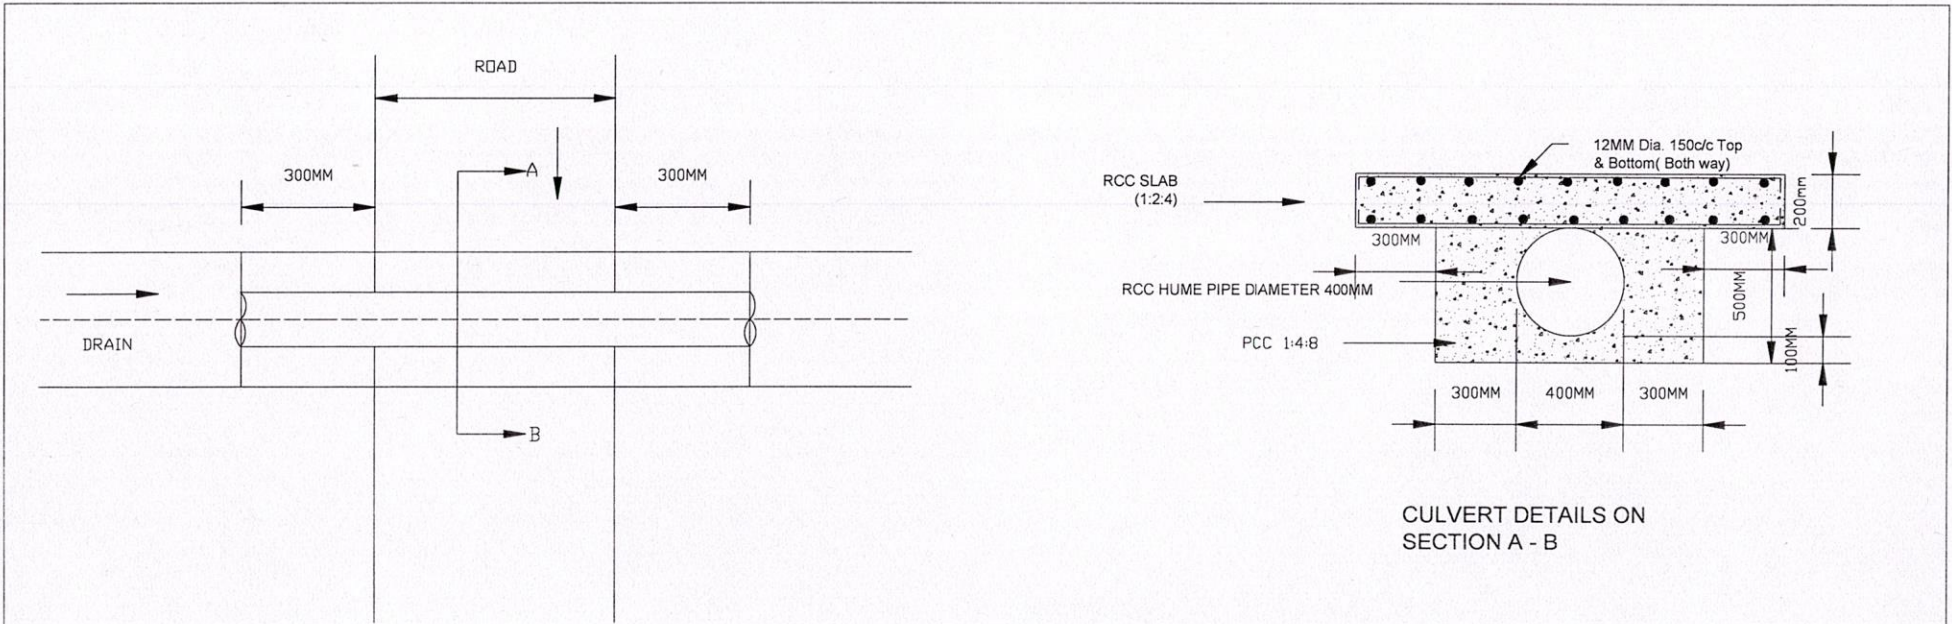 ROAD
A
300MM
300MM
DRAIN
B
12MM Dia. 150c/c Top
& Bottom( Both way)
RCC SLAB
(1:2:4)
200mm
300MM
300MM
RCC HUME PIPE DIAMETER 400MM
500MM
PCC 1:4:8
100MM
300MM
400MM
300MM
CULVERT DETAILS ON
SECTION A - B